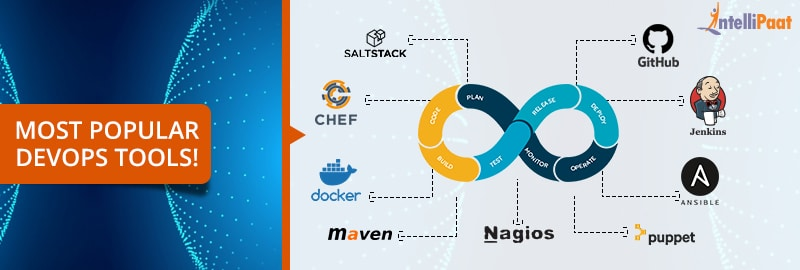 MOST POPULAR
DEVOPS TOOLS!
IntelliPaat
SALTSTACK
CHEF
docker
maven
Nagios
GitHub
Jenkins
ANSIBLE
puppet
CODE
PLAN
BUILD
TEST
RELEASE
DEPLOY
OPERATE
MONITOR